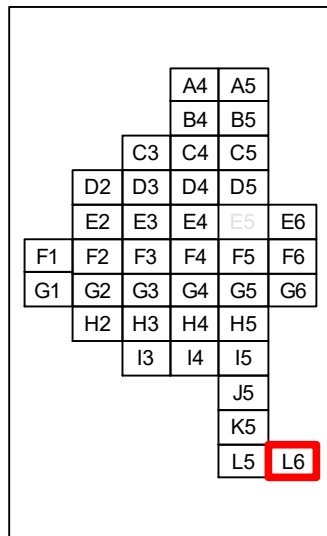 A4 A5
B4 B5
C3 C4 C5
D2 D3 D4 D5
E2 E3 E4 E5 E6
F1 F2 F3 F4 F5 F6
G1 G2 G3 G4 G5 G6
H2 H3 H4 H5
I3 I4 I5
J5
K5
L5 L6